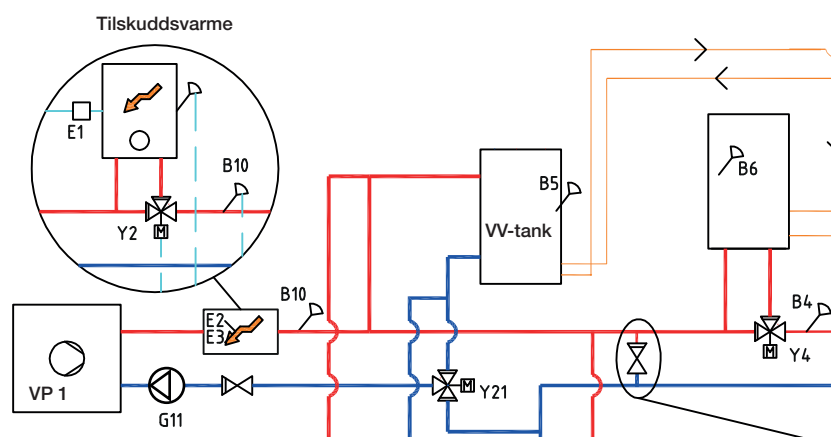 Tilskuddsvarme
E1
B10
Y2
M
B5
VV-tank
B6
B10
E2
E3
B4
M
Y4
VP 1
G11
M
Y21